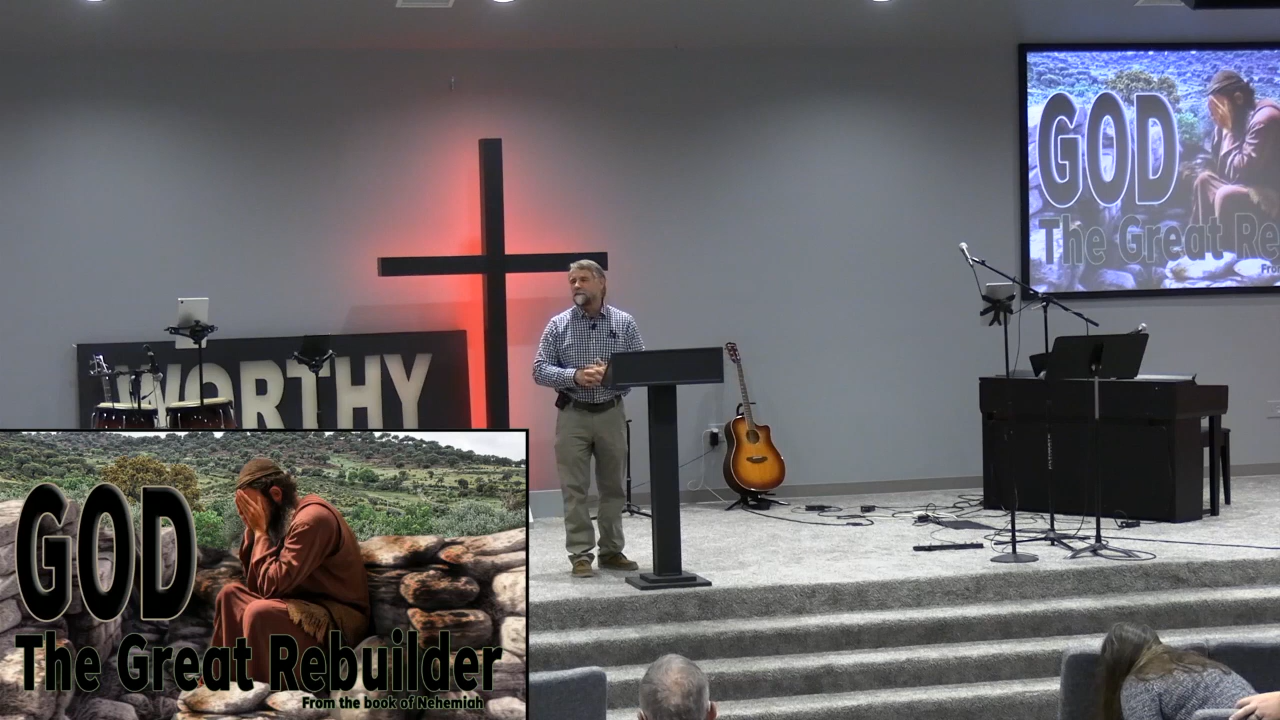 GOD
The Great Re
WORTHY
GOD
The Great Rebuilder
From the book of Nehemiah